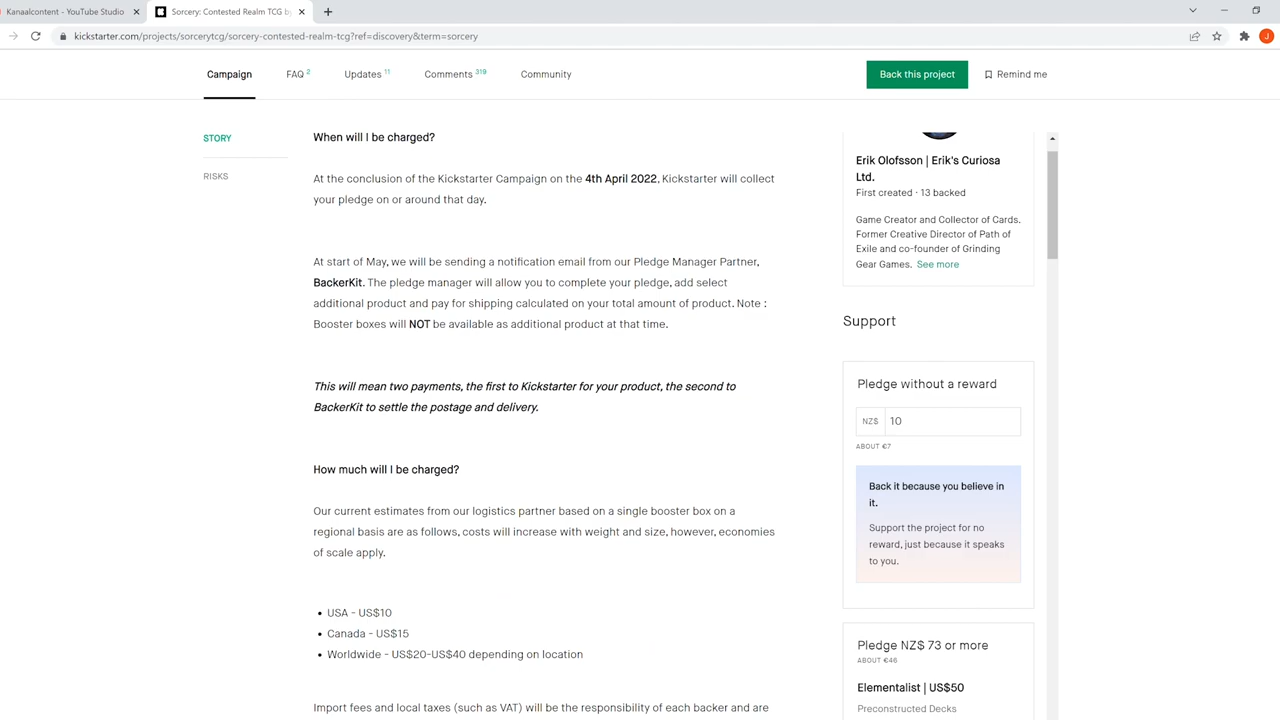 Kanaalcontent - YouTube Studio
Sorcery: Contested Realm TCG by
kickstarter.com/projects/sorcerytcg/sorcery-contested-realm-tcg?ref=discovery&term=sorcery
J
Campaign
FAQ 2
Updates 11
Comments 319
Community
Back this project
Remind me
STORY
RISKS
When will I be charged?
At the conclusion of the Kickstarter Campaign on the 4th April 2022, Kickstarter will collect
your pledge on or around that day.
At start of May, we will be sending a notification email from our Pledge Manager Partner,
BackerKit. The pledge manager will allow you to complete your pledge, add select
additional product and pay for shipping calculated on your total amount of product. Note :
Booster boxes will NOT be available as additional product at that time.
This will mean two payments, the first to Kickstarter for your product, the second to
BackerKit to settle the postage and delivery.
How much will I be charged?
Our current estimates from our logistics partner based on a single booster box on a
regional basis are as follows, costs will increase with weight and size, however, economies
of scale apply.
• USA - US$10
• Canada - US$15
• Worldwide - US$20-US$40 depending on location
Import fees and local taxes (such as VAT) will be the responsibility of each backer and are
Erik Olofsson | Erik's Curiosa
Ltd.
First created · 13 backed
Game Creator and Collector of Cards.
Former Creative Director of Path of
Exile and co-founder of Grinding
Gear Games. See more
Support
Pledge without a reward
NZ$ 10
ABOUT €7
Back it because you believe in
it.
Support the project for no
reward, just because it speaks
to you.
Pledge NZ$ 73 or more
ABOUT €46
Elementalist | US$50
Preconstructed Decks